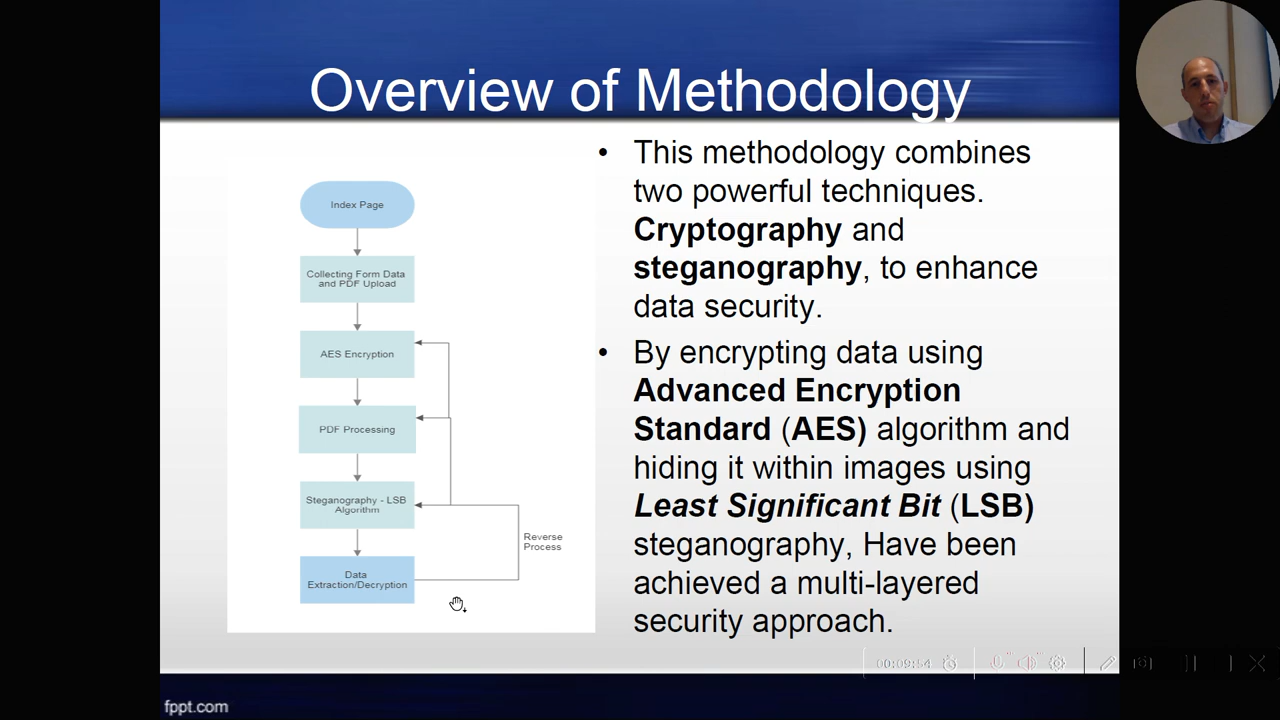 Overview of Methodology
Index Page
Collecting Form Data
and PDF Upload
AES Encryption
PDF Processing
Steganography - LSB
Algorithm
Data
Extraction/Decryption
Reverse
Process
• This methodology combines
two powerful techniques.
Cryptography and
steganography, to enhance
data security.
• By encrypting data using
Advanced Encryption
Standard (AES) algorithm and
hiding it within images using
Least Significant Bit (LSB)
steganography, Have been
achieved a multi-layered
security approach.
00:09:54
fppt.com